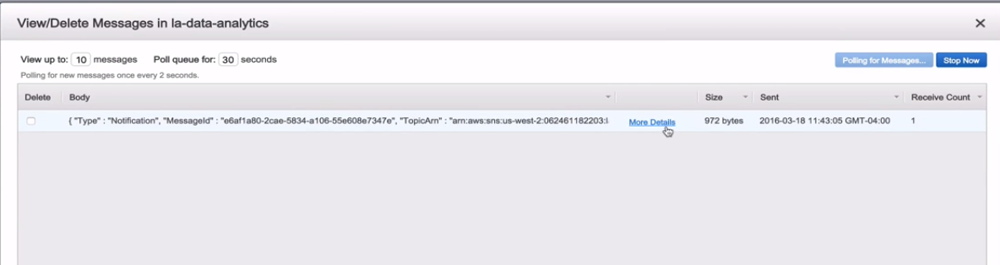 View/Delete Messages in la-data-analytics
View up to: 10 messages Poll queue for: 30 seconds
Polling for Messages... Stop Now
Polling for new messages once every 2 seconds.
Delete Body Size Sent Receive Count
{ "Type" : "Notification", "MessageId" : "e6af1a80-2cae-5834-a106-55e608e7347e", "TopicArn" : "arn:aws:sns:us-west-2:062461182203: More Details 972 bytes 2016-03-18 11:43:05 GMT-04:00 1